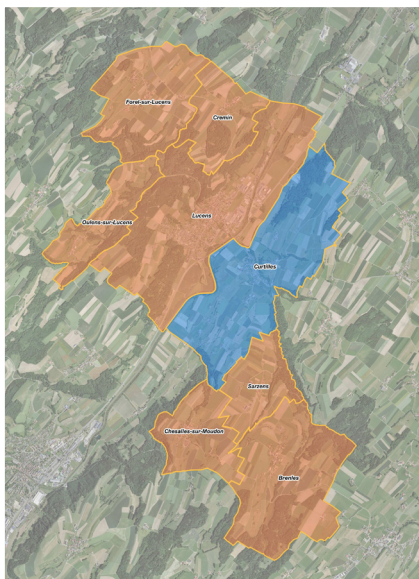 Forel-sur-Lucens
Cremin
Oulens-sur-Lucens
Lucens
Curtilles
Sarzens
Chesalles-sur-Moudon
Brenles